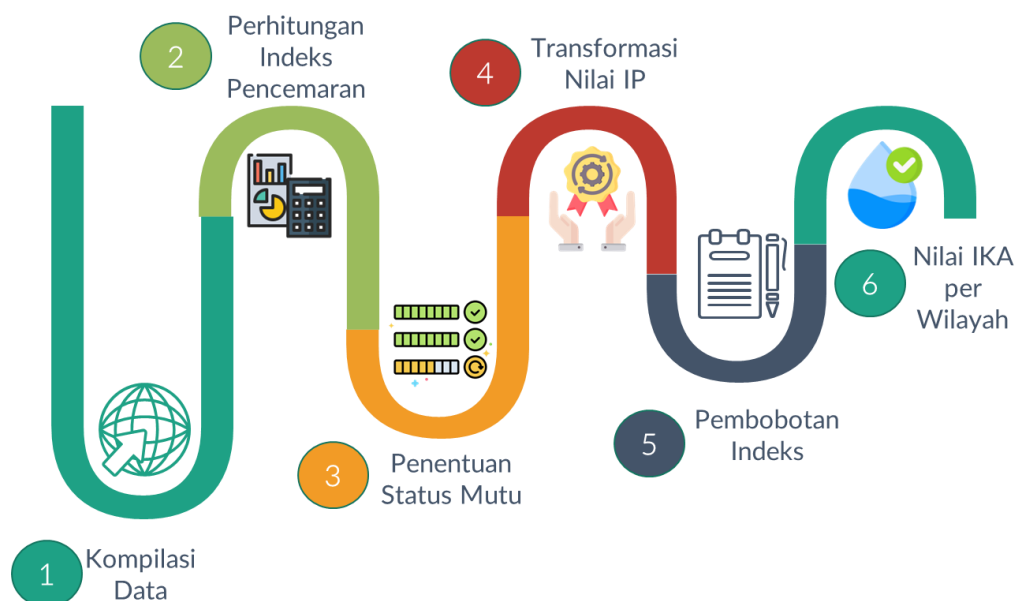 1
Kompilasi
Data
2
Perhitungan
Indeks
Pencemaran
3
Penentuan
Status Mutu
4
Transformasi
Nilai IP
5
Pembobotan
Indeks
6
Nilai IKA
per
Wilayah